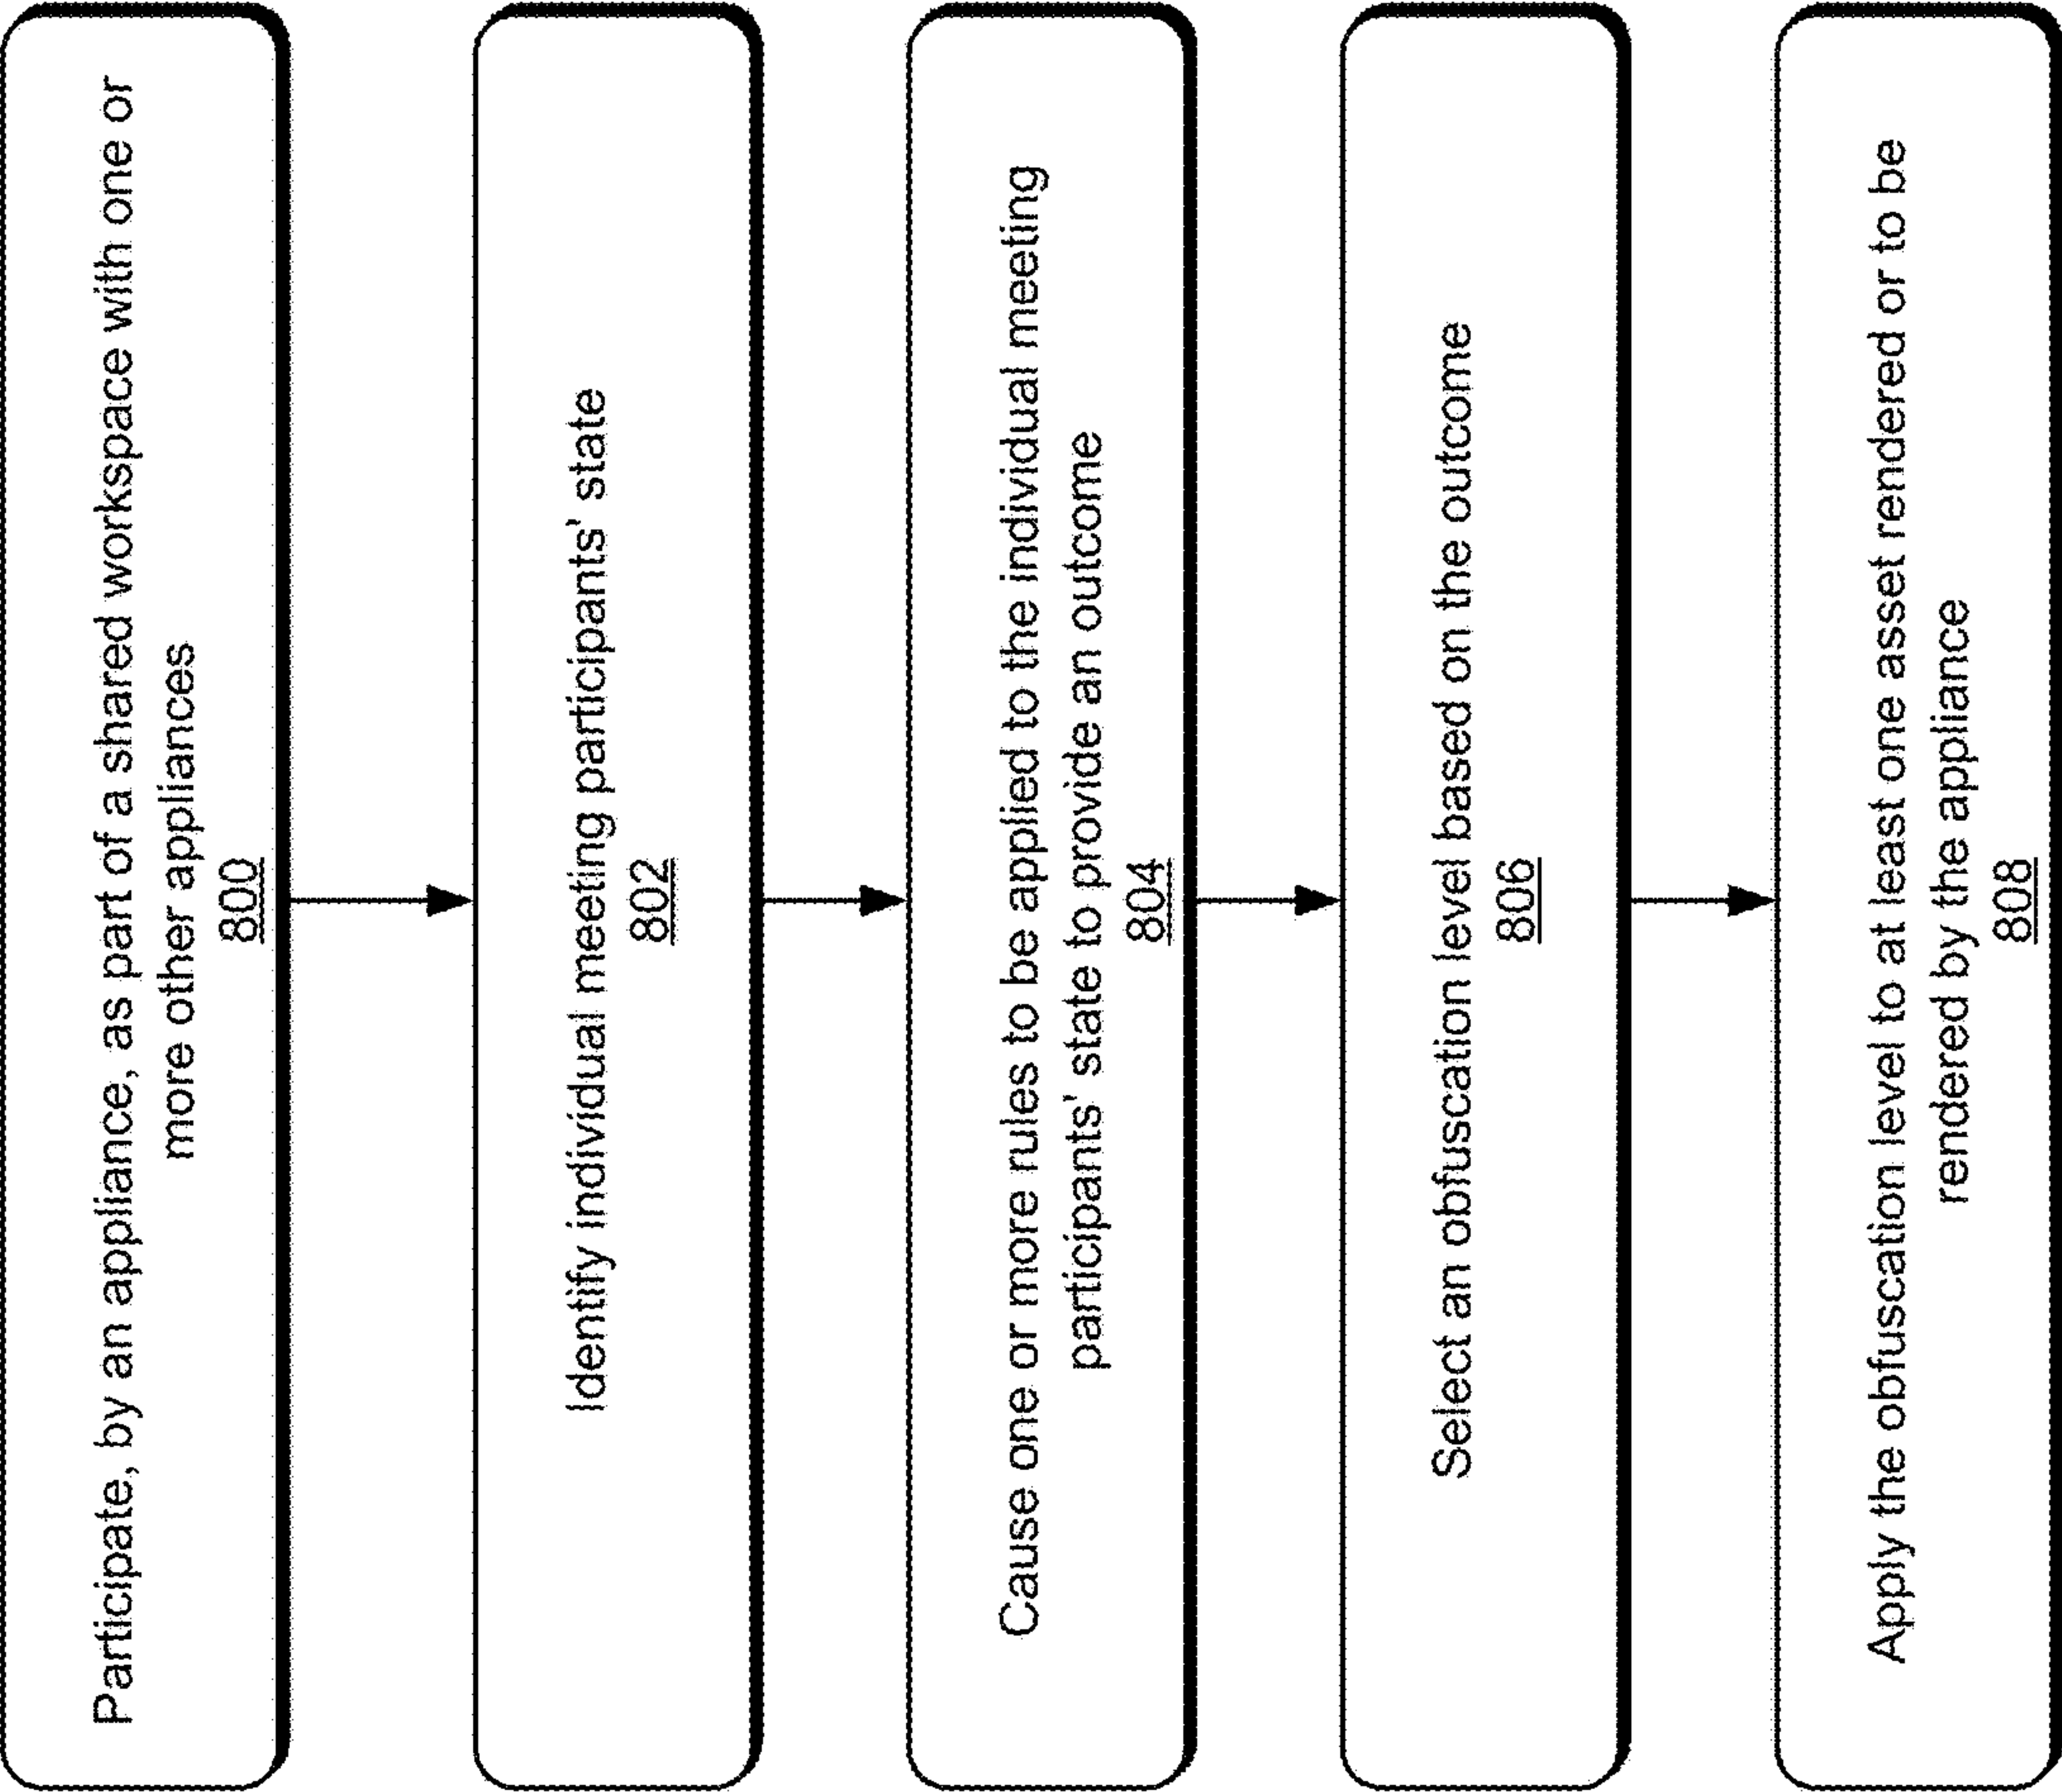 Participate, by an appliance, as part of a shared workspace with one or
more other appliances
800
Identify individual meeting participants' state
802
Cause one or more rules to be applied to the individual meeting
participants' state to provide an outcome
804
Select an obfuscation level based on the outcome
806
Apply the obfuscation level to at least one asset rendered or to be
rendered by the appliance
808